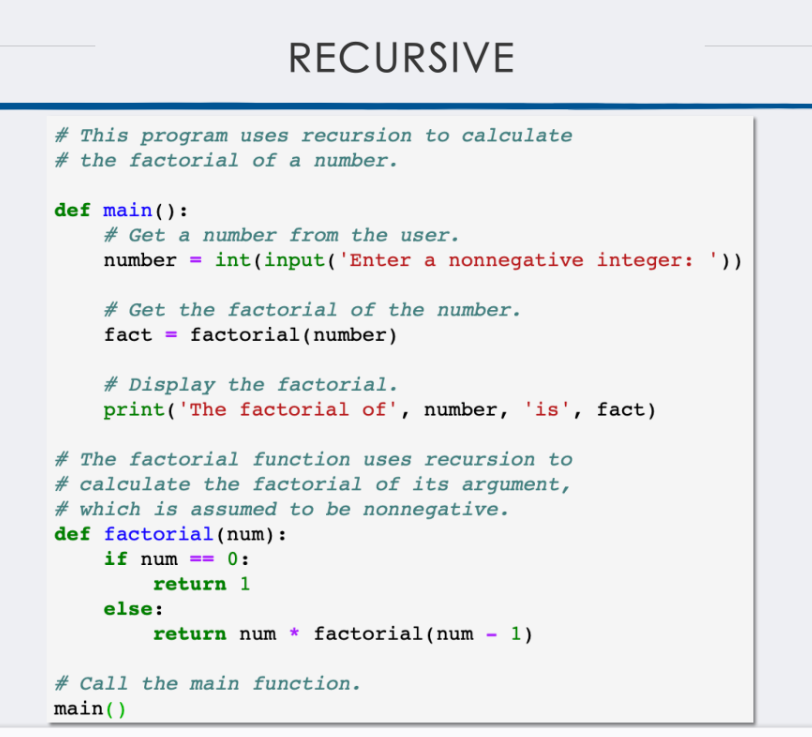 RECURSIVE
# This program uses recursion to calculate
# the factorial of a number.
def main():
    # Get a number from the user.
    number = int(input('Enter a nonnegative integer: '))
    # Get the factorial of the number.
    fact = factorial(number)
    # Display the factorial.
    print('The factorial of', number, 'is', fact)
# The factorial function uses recursion to
# calculate the factorial of its argument,
# which is assumed to be nonnegative.
def factorial(num):
    if num == 0:
        return 1
    else:
        return num * factorial(num - 1)
# Call the main function.
main()